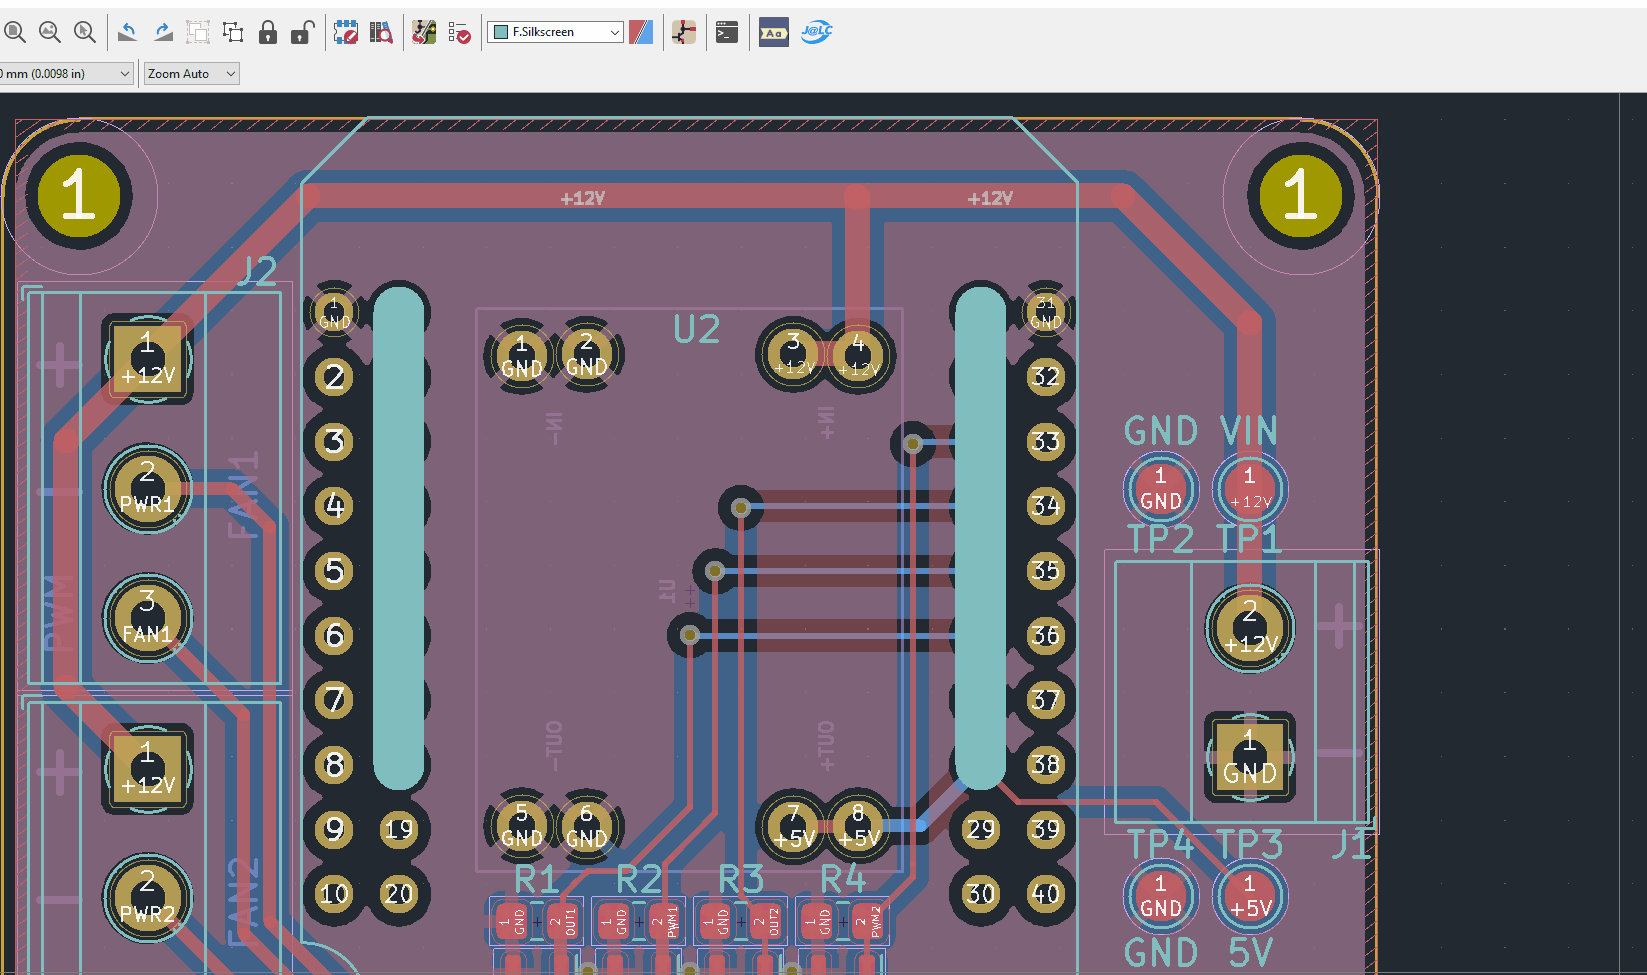 F.Silkscreen
Aa
J@LC
0 mm (0.0098 in)
Zoom Auto
1
1
+12V
+12V
J2
1
GND
31
GND
U2
1
GND
2
GND
3
+12V
4
+12V
1
+12V
2
32
IN-
IN+
3
33
GND
VIN
FAN1
2
PWR1
4
34
1
GND
1
+12V
TP2
TP1
5
35
U1
PWM
3
FAN1
6
36
2
+12V
7
37
OUT-
OUT+
1
+12V
8
38
1
GND
5
GND
6
GND
7
+5V
8
+5V
9
19
29
39
TP4
TP3
J1
FAN2
2
PWR2
R1
R2
R3
R4
10
20
30
40
1
GND
1
+5V
1
GND
2
OUT1
1
GND
2
PWM1
1
GND
2
OUT2
1
GND
2
PWM2
GND
5V